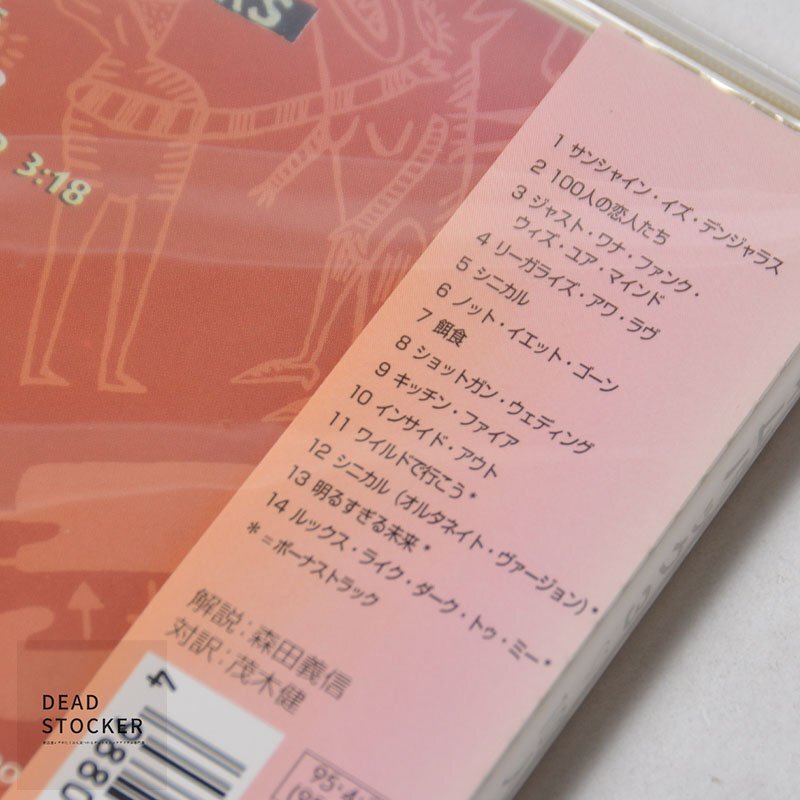 3:18
1 サンシャイン・イズ・デンジャラス
2 100人の恋人たち
3 ジャスト・ワナ・ファンク・
ウィズ・ユア・マインド
4 リーガライズ・アワ・ラヴ
5 シニカル
6 ノット・イエット・ゴーン
7 餌食
8 ショットガン・ウェディング
9 キッチン・ファイア
10 インサイド・アウト
11 ワイルドで行こう*
12 シニカル (オルタネイト・ヴァージョン)*
13 明るすぎる未来*
14 ルックス・ライク・ダーク・トゥ・ミー*
*=ボーナストラック
解説:森田義信
対訳:茂木健
DEAD
STOCKER